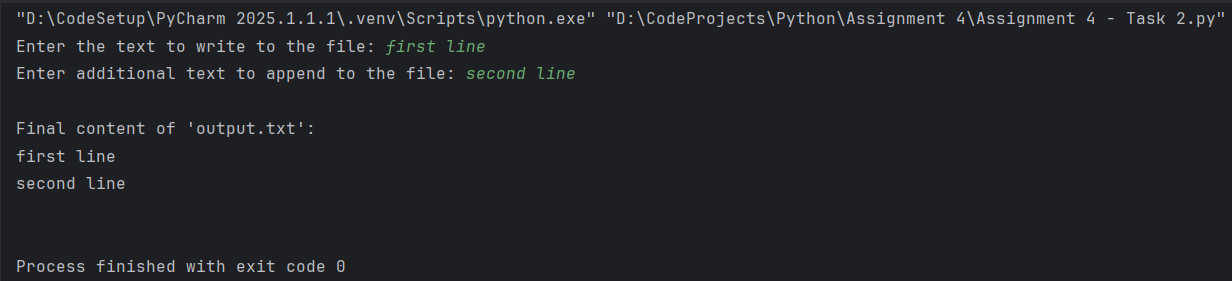 "D:\CodeSetup\PyCharm 2025.1.1.1\.venv\Scripts\python.exe" "D:\CodeProjects\Python\Assignment 4\Assignment 4 - Task 2.py"
Enter the text to write to the file: first line
Enter additional text to append to the file: second line
Final content of 'output.txt':
first line
second line
Process finished with exit code 0